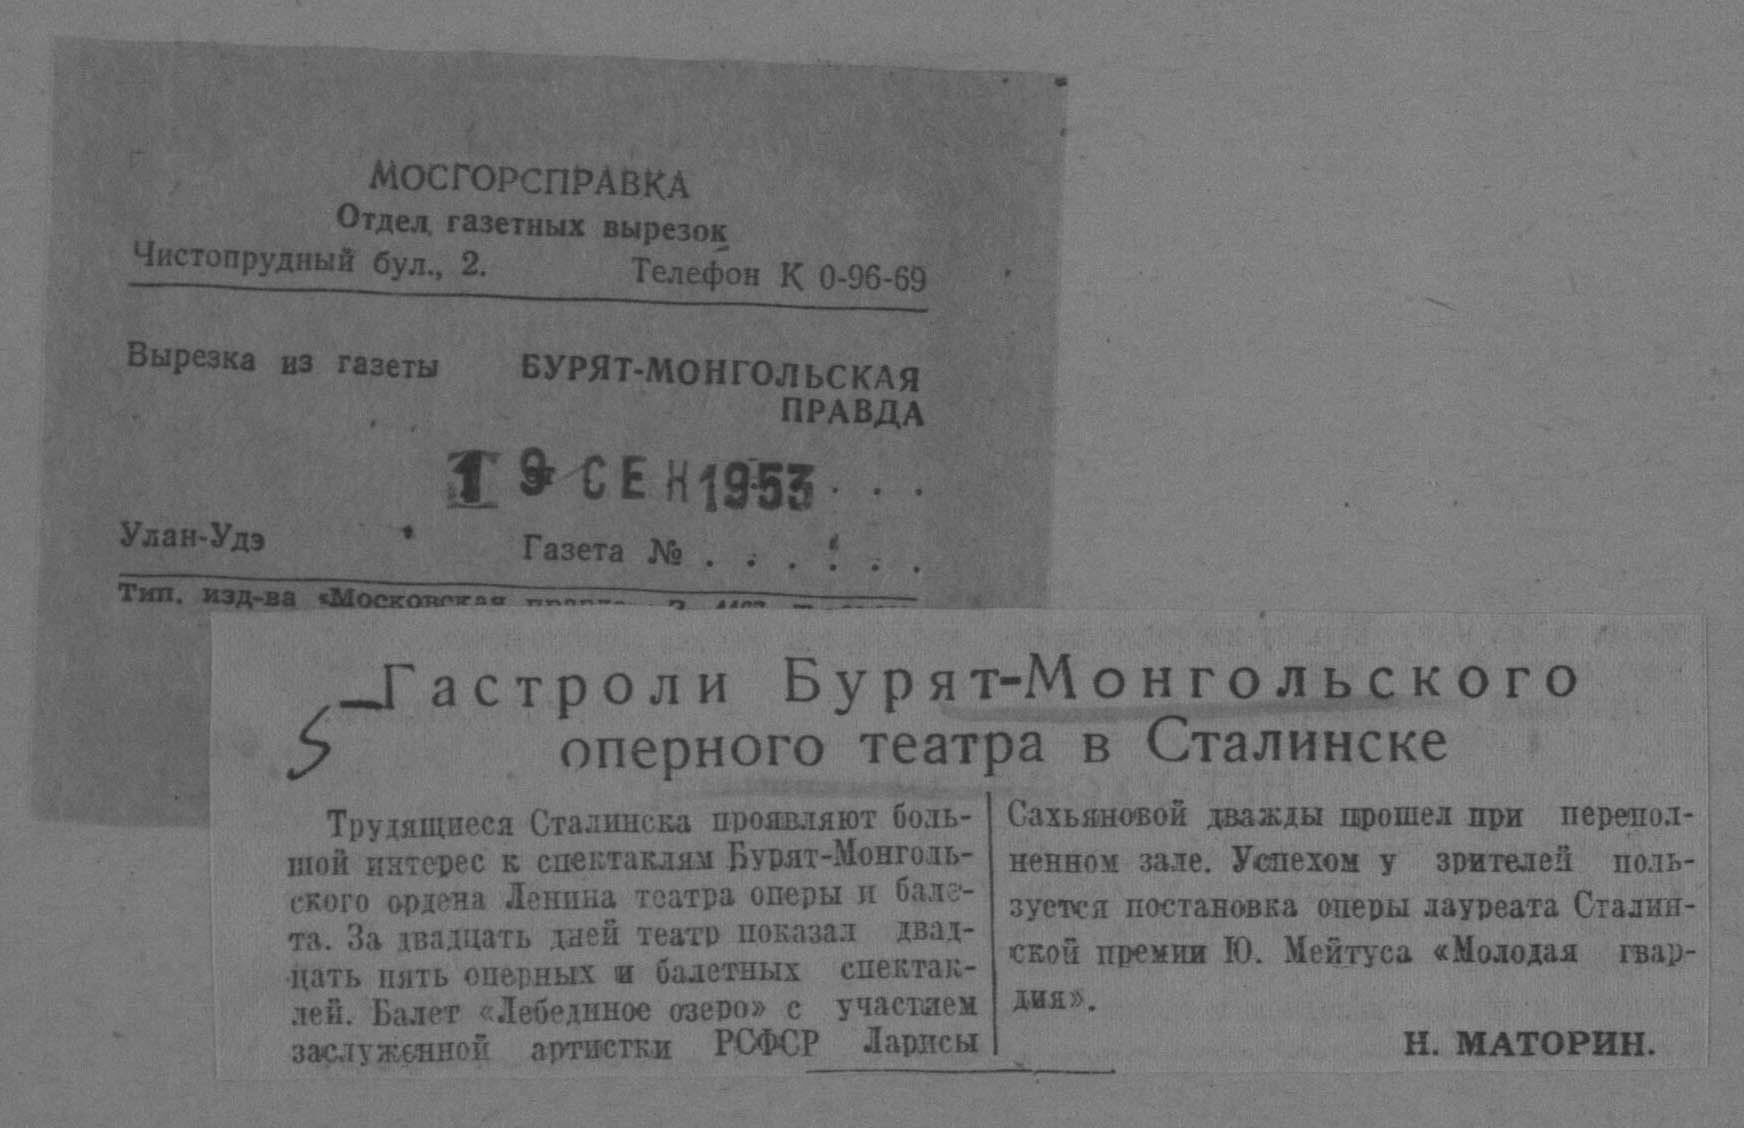 МОСГОРСПРАВКА
Отдел газетных вырезок
Чистопрудный бул., 2. Телефон К 0-96-69
Вырезка из газеты БУРЯТ-МОНГОЛЬСКАЯ
ПРАВДА
19 СЕН 1953 . . .
Улан-Удэ Газета № . . . . . .
Тип. изд-ва «Московская
Гастроли Бурят-Монгольского
оперного театра в Сталинске
Трудящиеся Сталинска проявляют боль-
шой интерес к спектаклям Бурят-Монголь-
ского ордена Ленина театра оперы и бале-
та. За двадцать дней театр показал двад-
цать пять оперных и балетных спектак-
лей. Балет «Лебединое озеро» с участием
заслуженной артистки РСФСР Ларисы
Сахьяновой дважды прошел при перепол-
ненном зале. Успехом у зрителей поль-
зуется постановка оперы лауреата Сталин-
ской премии Ю. Мейтуса «Молодая гвар-
дия».
Н. МАТОРИН.